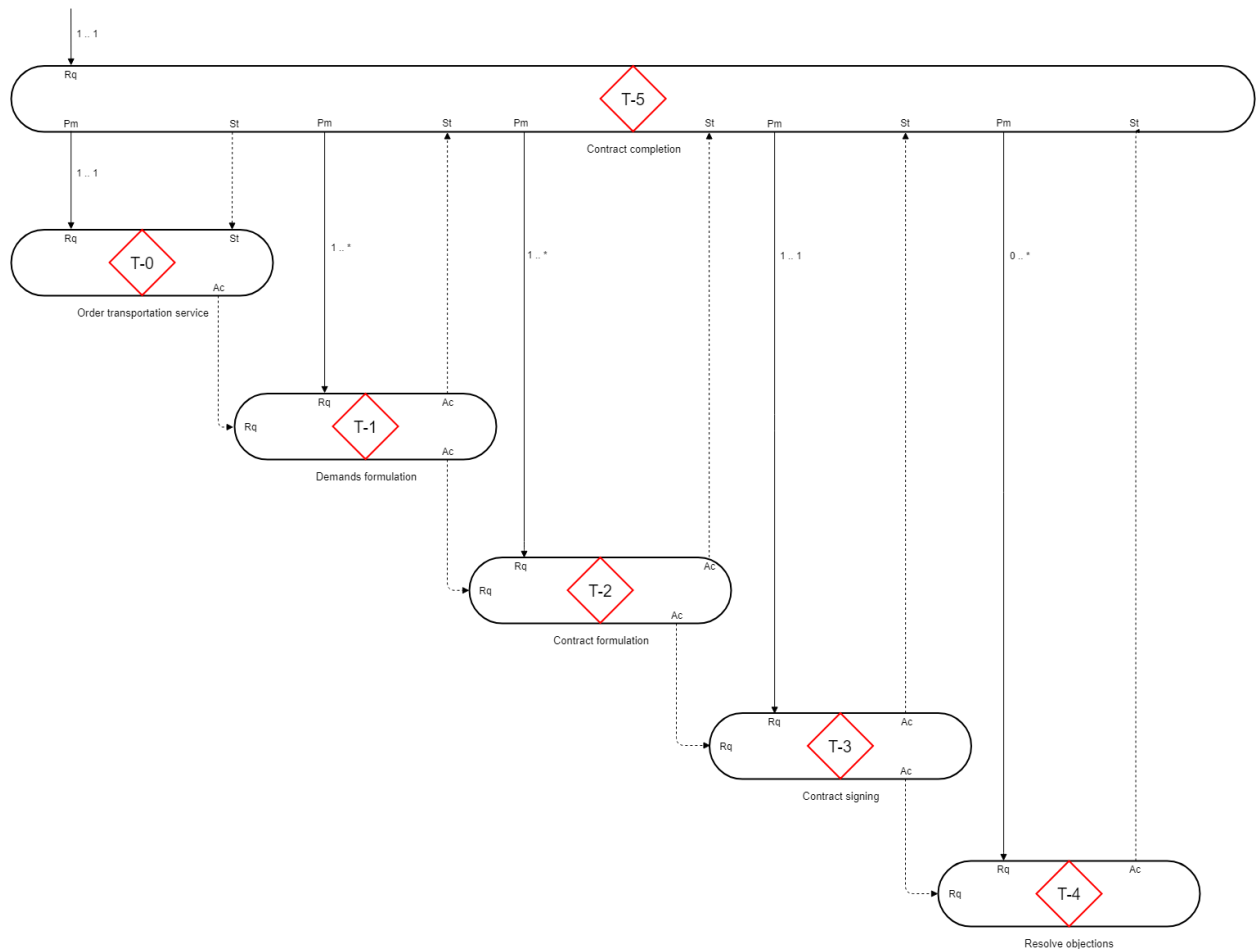 1 .. 1
Rq
T-5
Pm
St
Pm
St
Pm
St
Pm
St
Pm
St
Contract completion
1 .. 1
Rq
St
T-0
Ac
Order transportation service
1 .. *
1 .. *
1 .. 1
0 .. *
Rq
Ac
Rq
T-1
Ac
Demands formulation
Rq
Ac
Rq
T-2
Ac
Contract formulation
Rq
Ac
Rq
T-3
Ac
Contract signing
Rq
Ac
Rq
T-4
Resolve objections